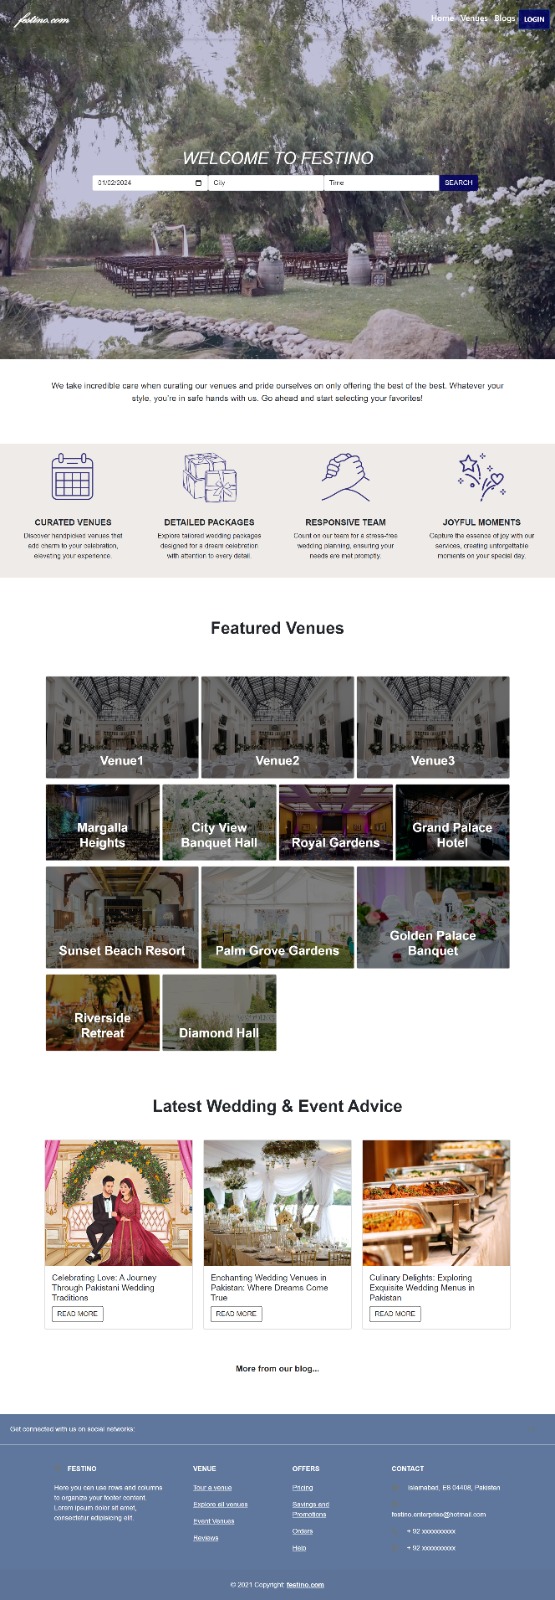 festino.com
Home Venues Blogs LOGIN
WELCOME TO FESTINO
01/02/2024 City Time SEARCH
We take incredible care when curating our venues and pride ourselves on only offering the best of the best. Whatever your
style, you're in safe hands with us. Go ahead and start selecting your favorites!
CURATED VENUES
Discover handpicked venues that
add charm to your celebration,
elevating your experience.
DETAILED PACKAGES
Explore tailored wedding packages
designed for a dream celebration
with attention to every detail.
RESPONSIVE TEAM
Count on our team for a stress-free
wedding planning, ensuring your
needs are met promptly.
JOYFUL MOMENTS
Capture the essence of joy with our
services, creating unforgettable
moments on your special day.
Featured Venues
Venue1
Venue2
Venue3
Margalla
Heights
City View
Banquet Hall
Royal Gardens
Grand Palace
Hotel
Sunset Beach Resort
Palm Grove Gardens
Golden Palace
Banquet
Riverside
Retreat
Diamond Hall
Latest Wedding & Event Advice
Celebrating Love: A Journey
Through Pakistani Wedding
Traditions
READ MORE
Enchanting Wedding Venues in
Pakistan: Where Dreams Come
True
READ MORE
Culinary Delights: Exploring
Exquisite Wedding Menus in
Pakistan
READ MORE
More from our blog...
Get connected with us on social networks:
FESTINO
Here you can use rows and columns
to organize your footer content.
Lorem ipsum dolor sit amet,
consectetur adipisicing elit.
VENUE
Tour a venue
Explore all venues
Event Venues
Reviews
OFFERS
Pricing
Savings and
Promotions
Orders
Help
CONTACT
Islamabad, EB 04408, Pakistan
festino.enterprise@hotmail.com
+ 92 xxxxxxxxxx
+ 92 xxxxxxxxxx
© 2021 Copyright: festino.com